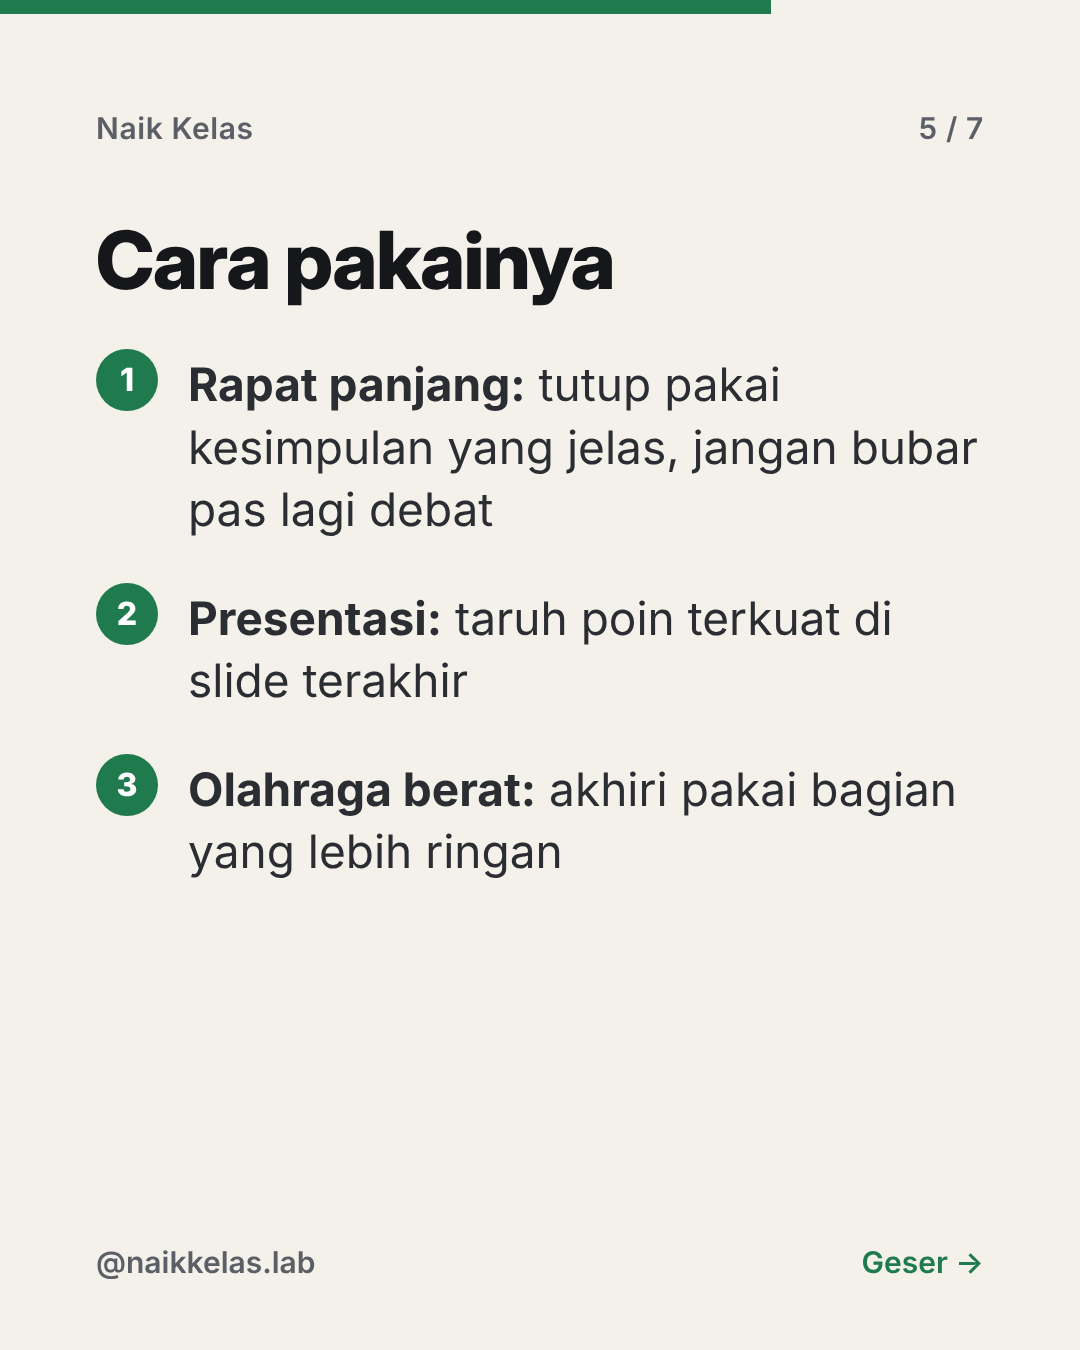 Naik Kelas
5 / 7
Cara pakainya
1
Rapat panjang: tutup pakai
kesimpulan yang jelas, jangan bubar
pas lagi debat
2
Presentasi: taruh poin terkuat di
slide terakhir
3
Olahraga berat: akhiri pakai bagian
yang lebih ringan
@naikkelas.lab
Geser →